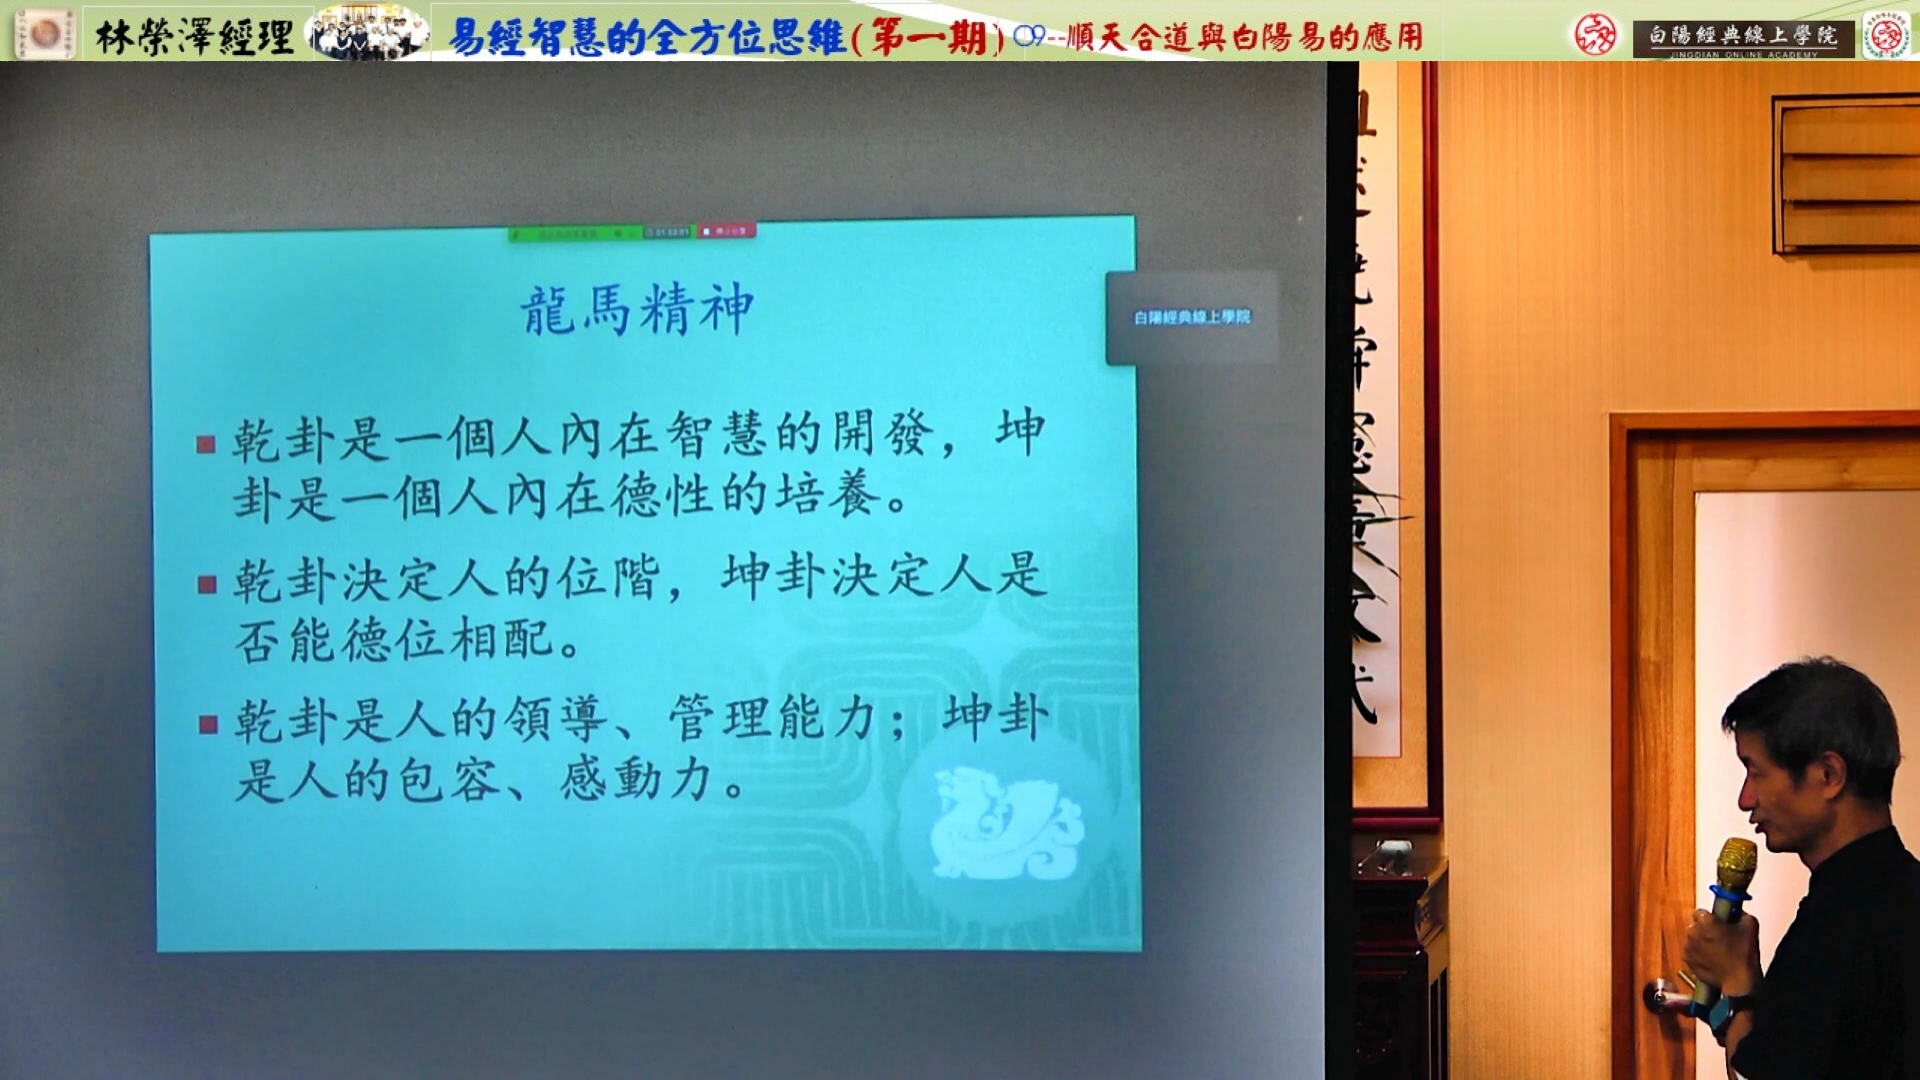 林榮澤經理
易經智慧的全方位思維(第一期)
09--順天合道與白陽易的應用
白陽經典線上學院
JINGDIAN ONLINE ACADEMY
龍馬精神
白陽經典線上學院
乾卦是一個人內在智慧的開發，坤
卦是一個人內在德性的培養。
乾卦決定人的位階，坤卦決定人是
否能德位相配。
乾卦是人的領導、管理能力；坤卦
是人的包容、感動力。